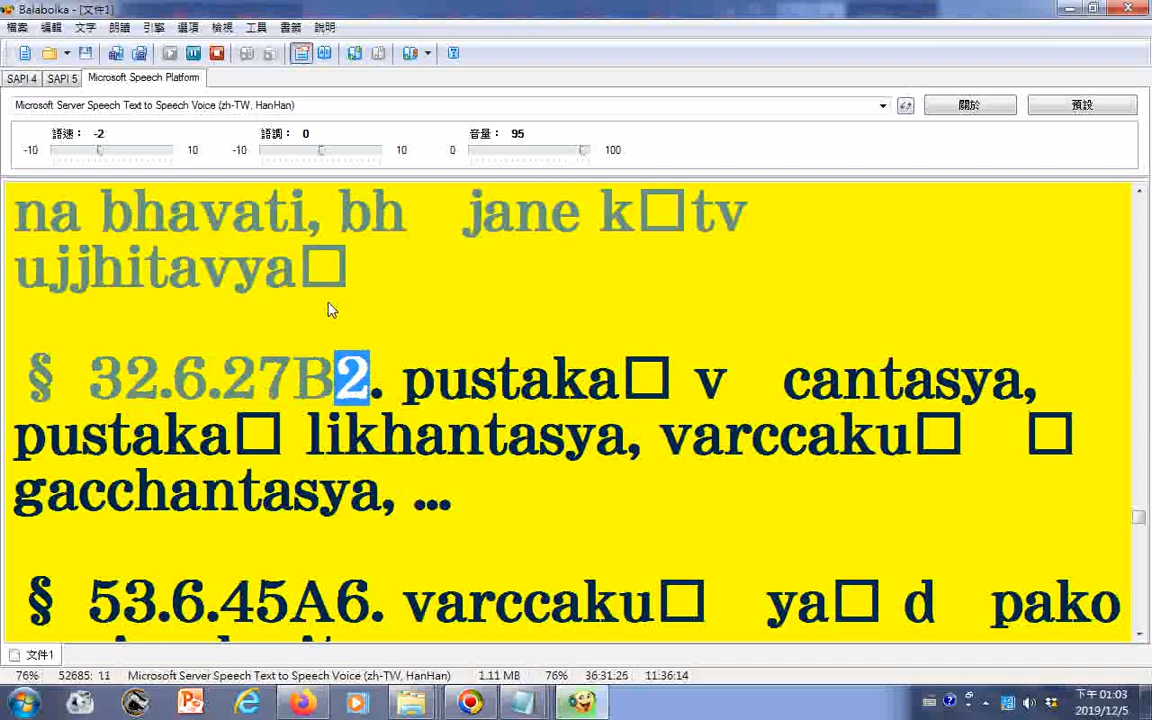 Balabolka - [文件1]
檔案 編輯 文字 朗讀 引擎 選項 檢視 工具 書籤 說明
SAPI 4 SAPI 5 Microsoft Speech Platform
Microsoft Server Speech Text to Speech Voice (zh-TW, HanHan) 關於 預設
語速： -2 語調： 0 音量： 95
-10 10 -10 10 0 100
na bhavati, bh jane k□tv
ujjhitavya□
§ 32.6.27B2. pustaka□ v cantasya,
pustaka□ likhantasya, varccaku□ □
gacchantasya, ...
§ 53.6.45A6. varccaku□ ya□ d pako
文件1
76% 52685: 11 Microsoft Server Speech Text to Speech Voice (zh-TW, HanHan) 1.11 MB 76% 36:31:25 11:36:14
下午 01:03
2019/12/5